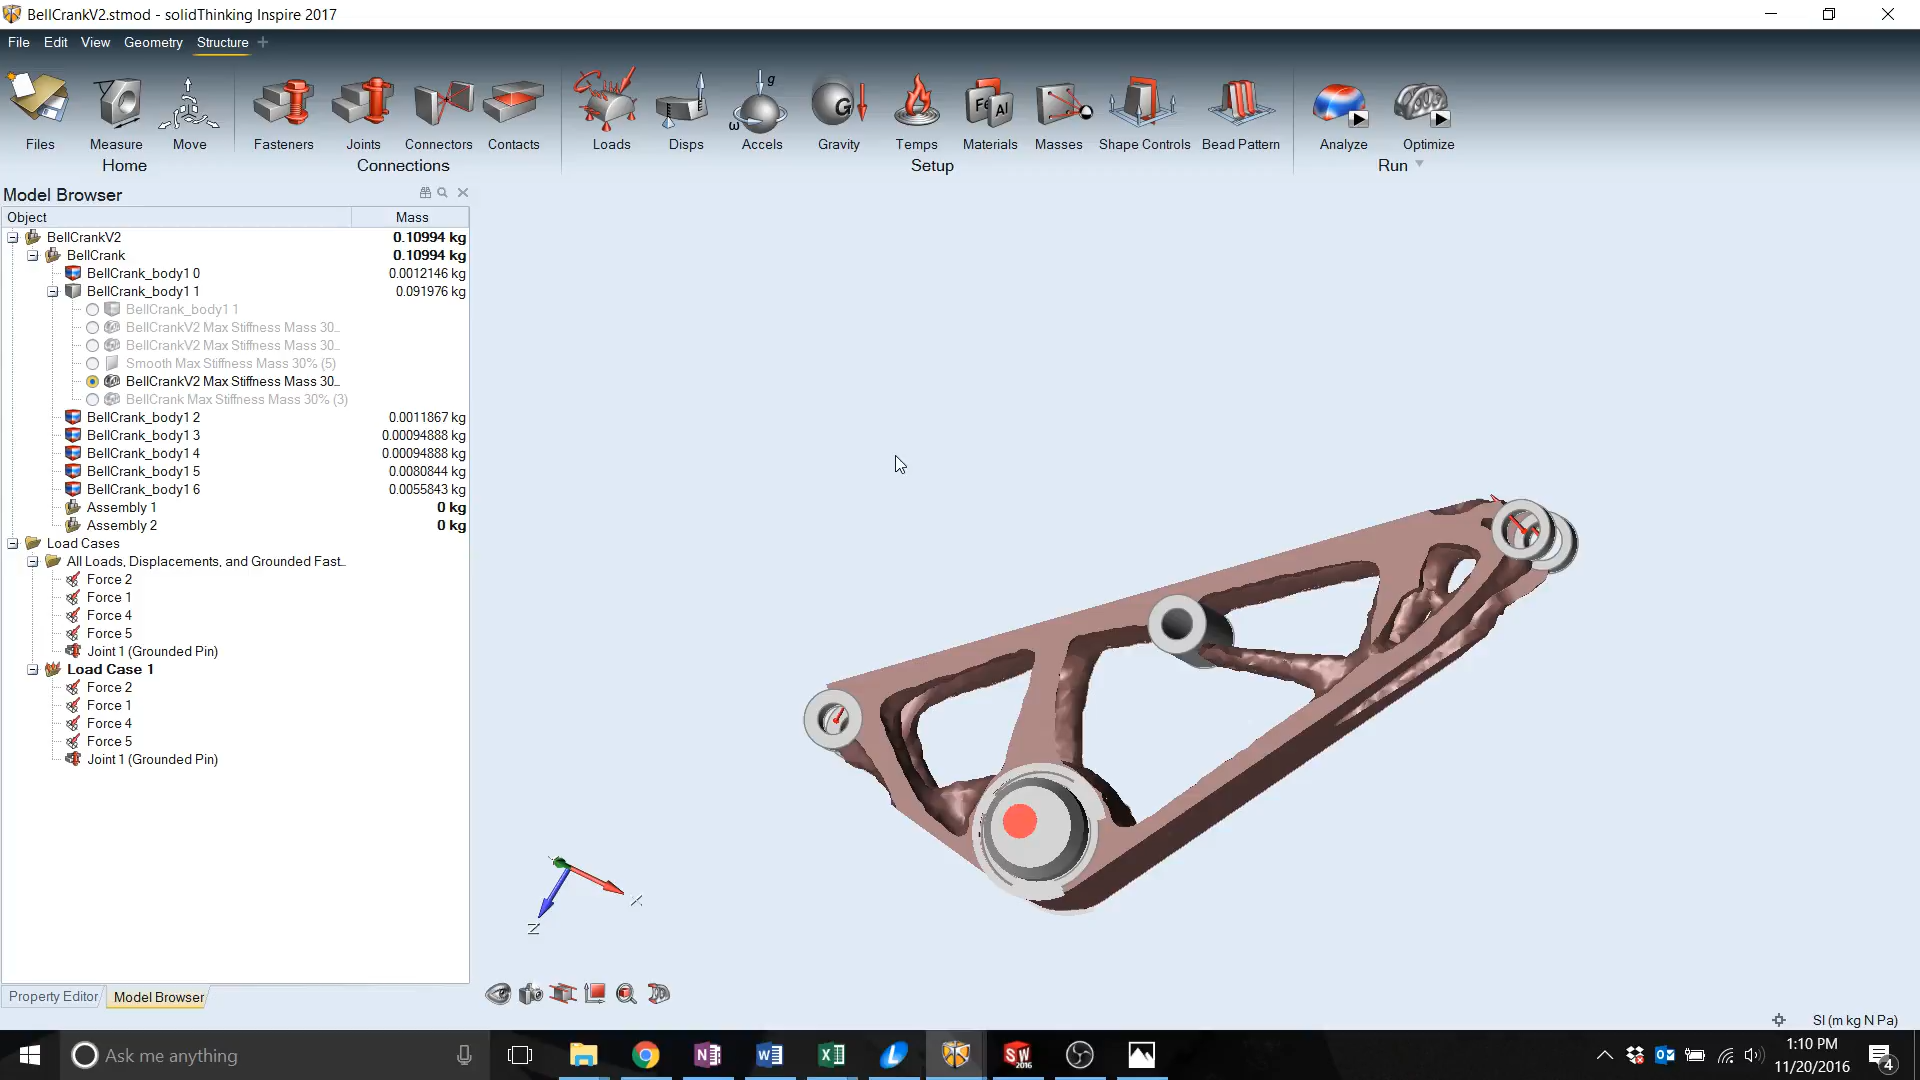 BellCrankV2.stmod - solidThinking Inspire 2017
File Edit View Geometry Structure +
g
ω
G
Fe
Al
Files Measure Move Fasteners Joints Connectors Contacts Loads Disps Accels Gravity Temps Materials Masses Shape Controls Bead Pattern Analyze Optimize
Home Connections Setup Run
Model Browser
Object Mass
BellCrankV2 0.10994 kg
BellCrank 0.10994 kg
BellCrank_body1 0 0.0012146 kg
BellCrank_body1 1 0.091976 kg
BellCrank_body1 1
BellCrankV2 Max Stiffness Mass 30...
BellCrankV2 Max Stiffness Mass 30...
Smooth Max Stiffness Mass 30% (5)
BellCrankV2 Max Stiffness Mass 30...
BellCrank Max Stiffness Mass 30% (3)
BellCrank_body1 2 0.0011867 kg
BellCrank_body1 3 0.00094888 kg
BellCrank_body1 4 0.00094888 kg
BellCrank_body1 5 0.0080844 kg
BellCrank_body1 6 0.0055843 kg
Assembly 1 0 kg
Assembly 2 0 kg
Load Cases
All Loads, Displacements, and Grounded Fast...
Force 2
Force 1
Force 4
Force 5
Joint 1 (Grounded Pin)
Load Case 1
Force 2
Force 1
Force 4
Force 5
Joint 1 (Grounded Pin)
X
Z
Property Editor Model Browser
SI (m kg N Pa)
Ask me anything
N
W
X
SW
2016
1:10 PM
11/20/2016
4